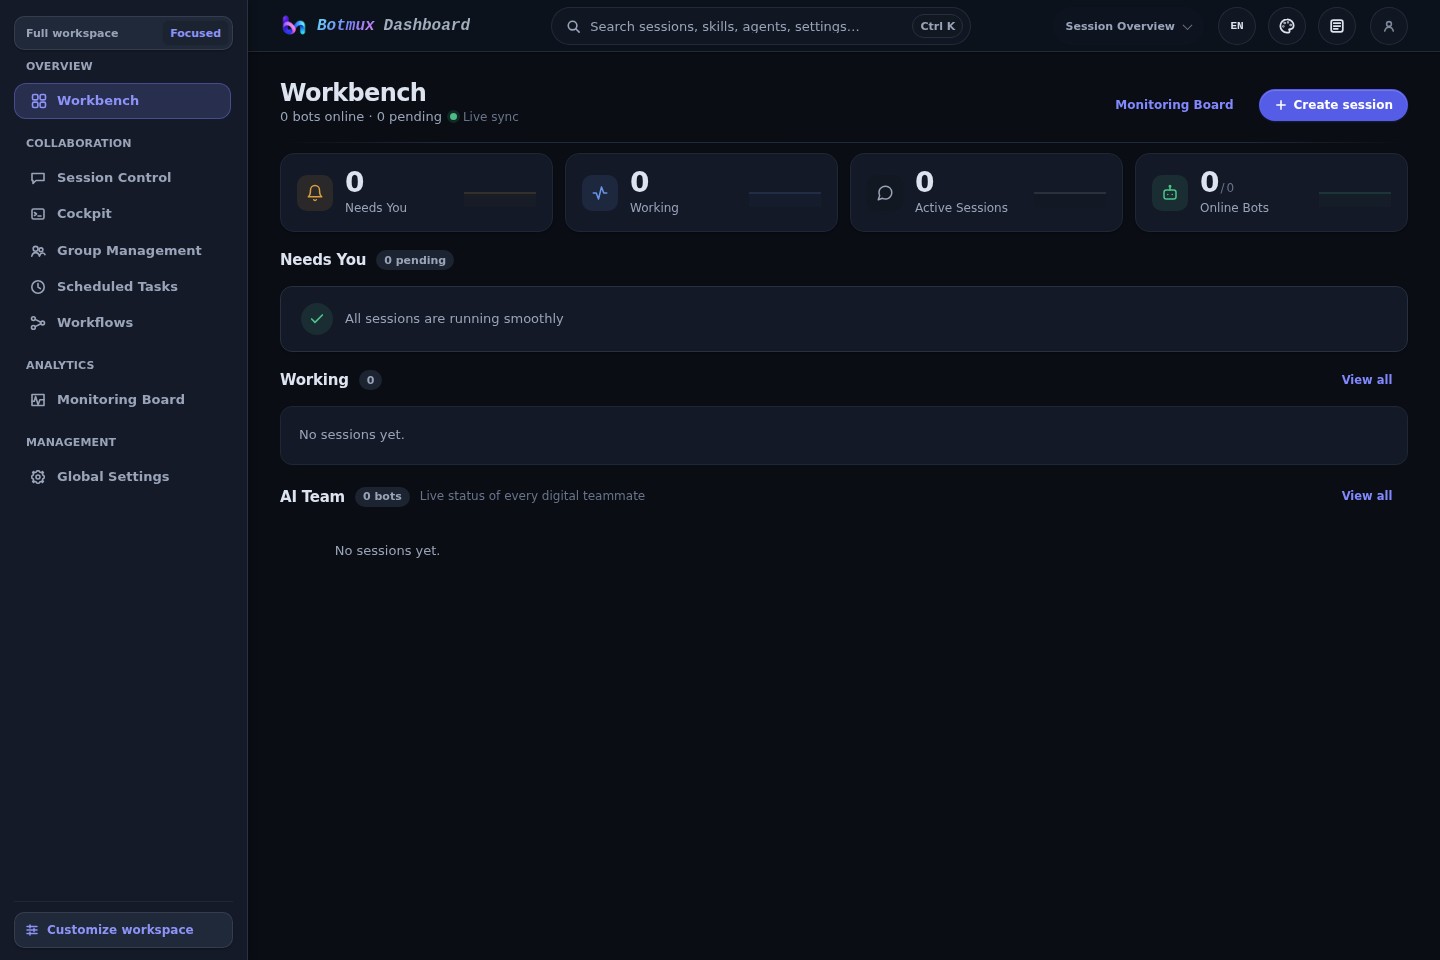 Full workspace
Focused
OVERVIEW
Workbench
COLLABORATION
Session Control
Cockpit
Group Management
Scheduled Tasks
Workflows
ANALYTICS
Monitoring Board
MANAGEMENT
Global Settings
Customize workspace
Botmux Dashboard
Search sessions, skills, agents, settings...
Ctrl K
Session Overview
EN
Workbench
0 bots online · 0 pending Live sync
Monitoring Board
+ Create session
0
Needs You
0
Working
0
Active Sessions
0/0
Online Bots
Needs You 0 pending
All sessions are running smoothly
Working 0
View all
No sessions yet.
AI Team 0 bots Live status of every digital teammate
View all
No sessions yet.